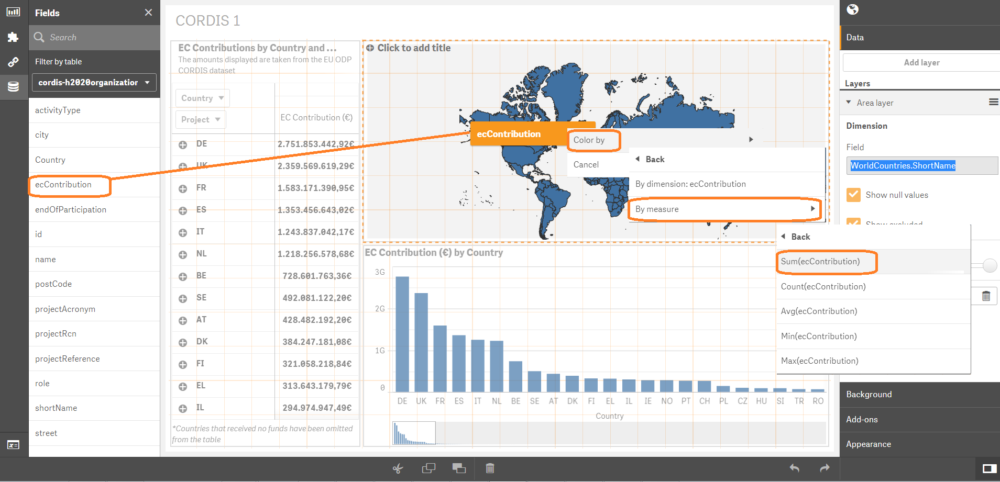 Fields
Search
Filter by table
cordis-h2020organization
activityType
city
Country
ecContribution
endOfParticipation
id
name
postCode
projectAcronym
projectRcn
projectReference
role
shortName
street
CORDIS 1
EC Contributions by Country and ...
The amounts displayed are taken from the EU ODP
CORDIS dataset
Country
Project
EC Contribution (€)
DE 2.751.853.442,92€
UK 2.359.569.619,29€
FR 1.583.171.390,95€
ES 1.353.456.643,02€
IT 1.243.837.042,17€
NL 1.218.256.578,68€
BE 728.601.763,36€
SE 492.081.122,20€
AT 428.482.192,20€
DK 384.247.181,08€
FI 321.058.218,84€
EL 313.643.179,79€
IL 294.974.947,49€
*Countries that received no funds have been omitted
from the table
Click to add title
ecContribution
Color by
Cancel
Back
By dimension: ecContribution
By measure
Back
Sum(ecContribution)
Count(ecContribution)
Avg(ecContribution)
Min(ecContribution)
Max(ecContribution)
EC Contribution (€) by Country
3G
2G
1G
0
DE UK FR ES IT NL BE SE AT DK FI EL IL IE NO PT CH PL CZ HU SI TR RO
Country
Data
Add layer
Layers
Area layer
Dimension
Field
WorldCountries.ShortName
Show null values
Show excluded
Background
Add-ons
Appearance